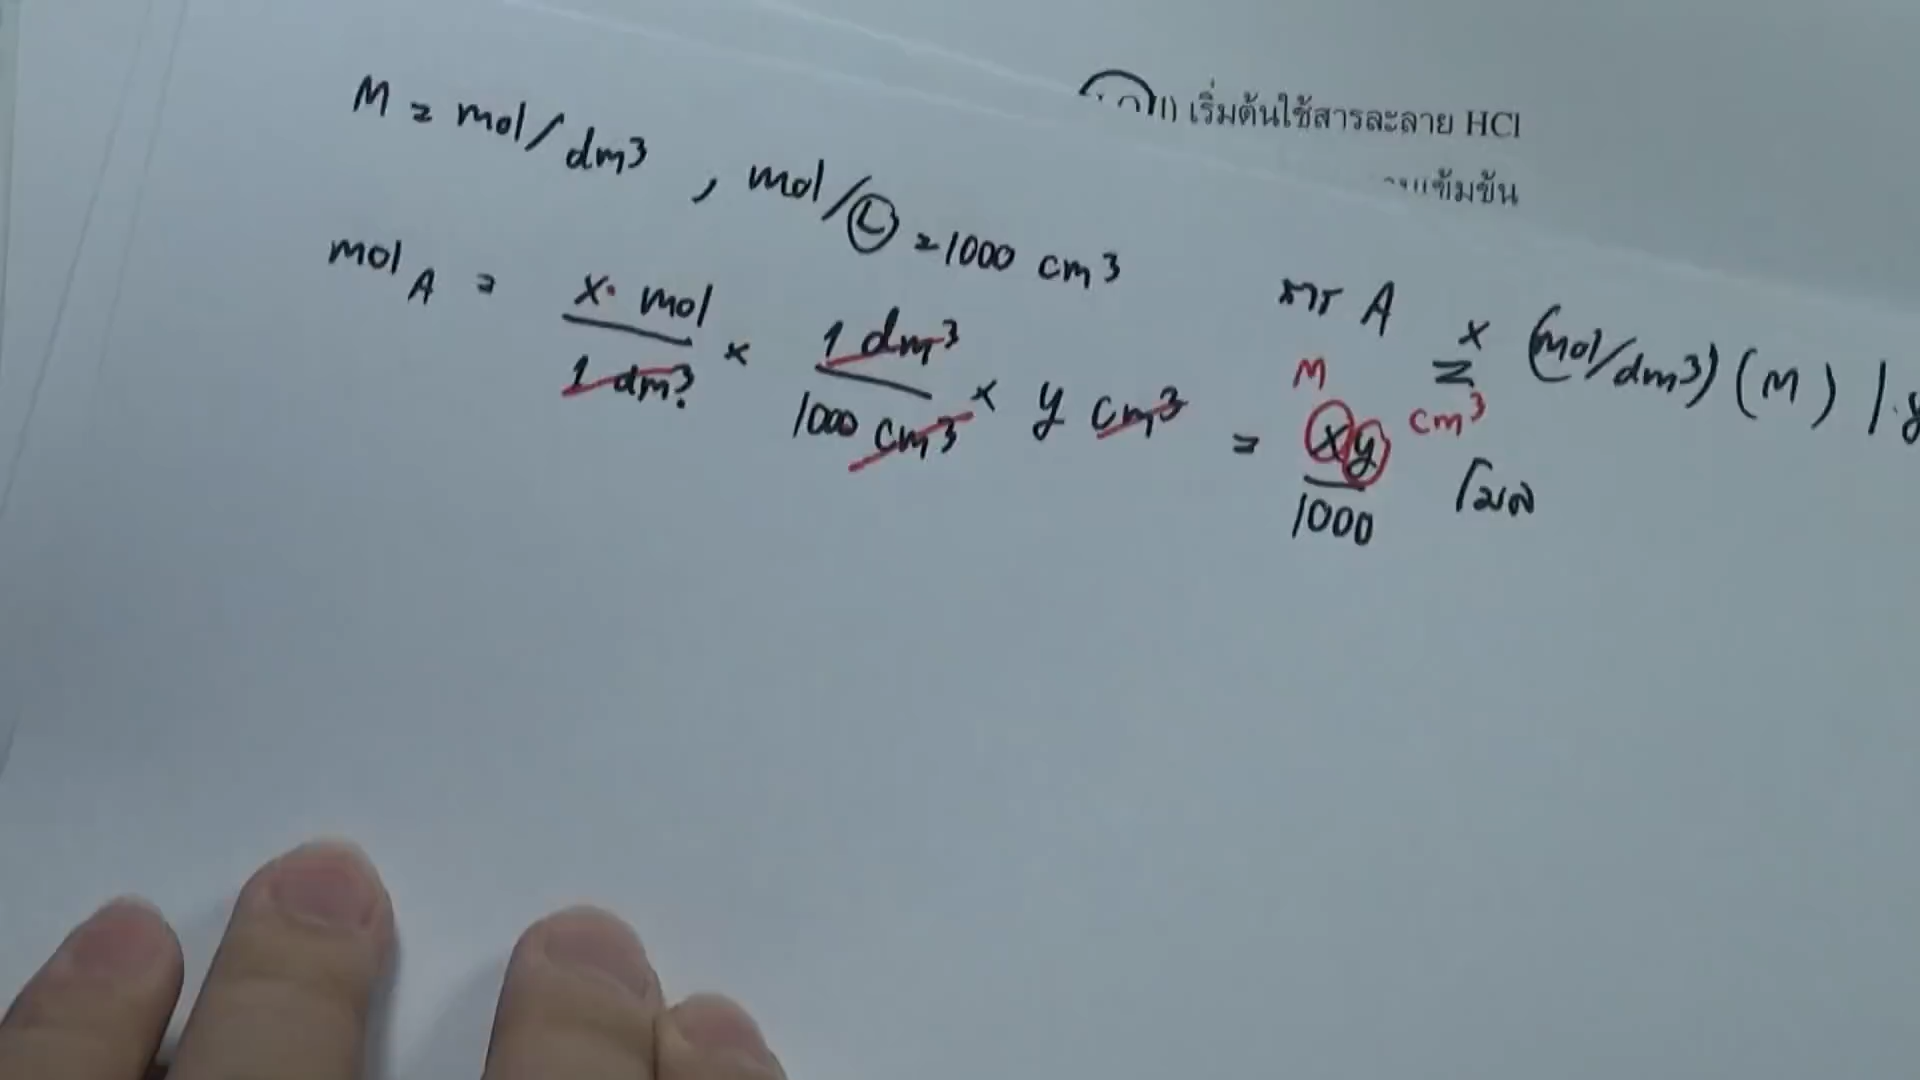 เริ่มต้นใช้สารละลาย HCl
เข้มข้น
M = mol/dm3 , mol/L = 1000 cm3
สาร A = x (mol/dm3) (M) | y
mol A = x mol / 1 dm3 × 1 dm3 / 1000 cm3 × y cm3 = xy / 1000 โมล
M cm3